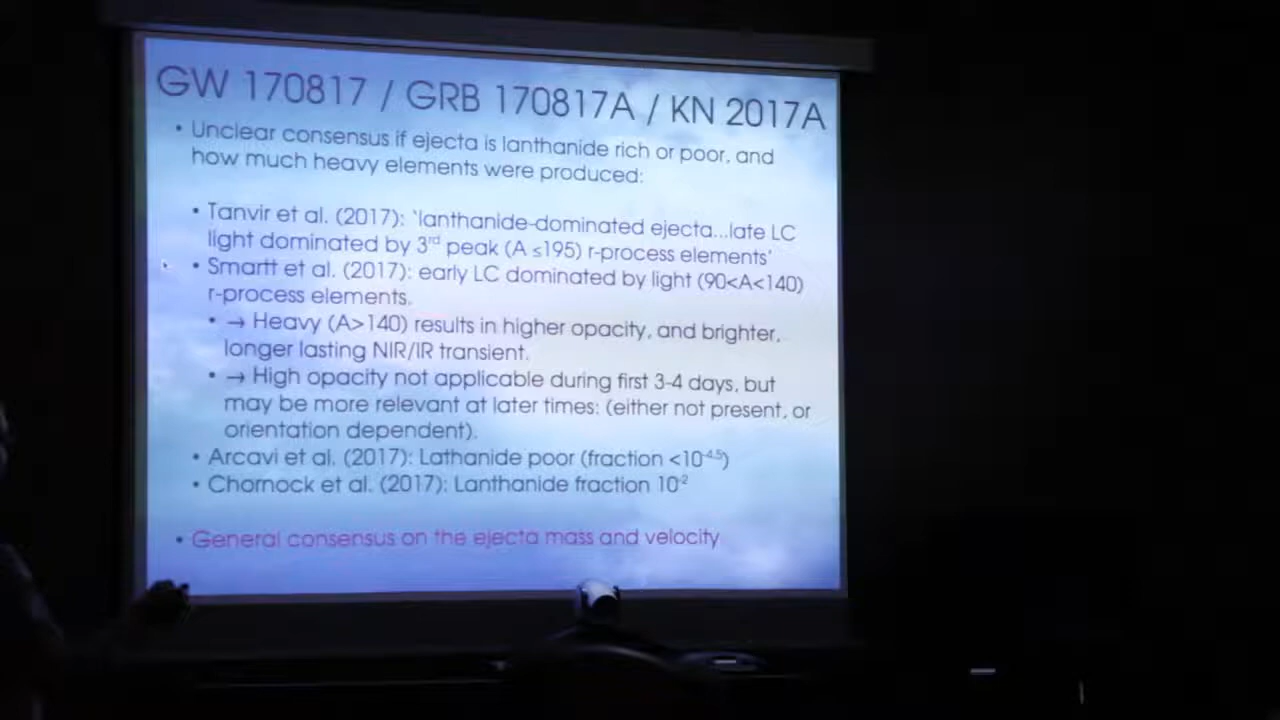 GW 170817 / GRB 170817A / KN 2017A
• Unclear consensus if ejecta is lanthanide rich or poor, and
how much heavy elements were produced:
• Tanvir et al. (2017): ‘lanthanide-dominated ejecta...late LC
light dominated by 3rd peak (A ≤195) r-process elements’
• Smartt et al. (2017): early LC dominated by light (90<A<140)
r-process elements.
• → Heavy (A>140) results in higher opacity, and brighter,
longer lasting NIR/IR transient.
• → High opacity not applicable during first 3-4 days, but
may be more relevant at later times: (either not present, or
orientation dependent).
• Arcavi et al. (2017): Lathanide poor (fraction <10-4.5)
• Chornock et al. (2017): Lanthanide fraction 10-2
• General consensus on the ejecta mass and velocity